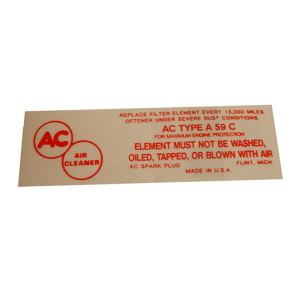 REPLACE FILTER ELEMENT EVERY 15,000 MILES
OFTENER UNDER SEVERE DUST CONDITIONS
AC TYPE A 59 C
FOR MAXIMUM ENGINE PROTECTION
ELEMENT MUST NOT BE WASHED,
OILED, TAPPED, OR BLOWN WITH AIR
AC SPARK PLUG FLINT, MICH.
MADE IN U.S.A.
AC
AIR
CLEANER